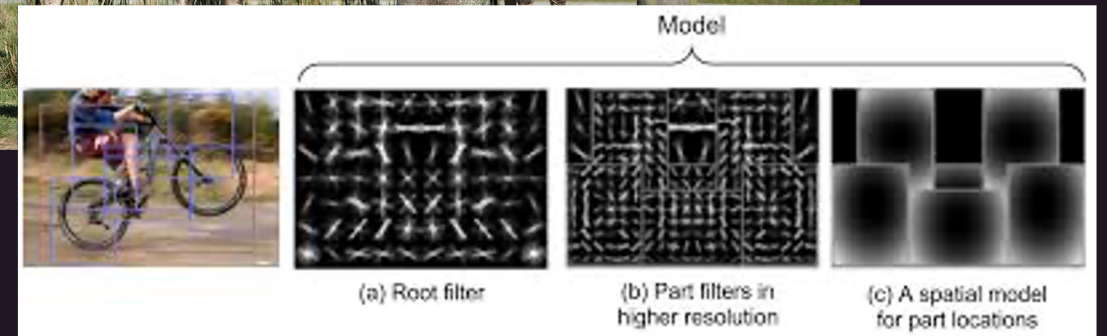 Model
(a) Root filter
(b) Part filters in
higher resolution
(c) A spatial model
for part locations